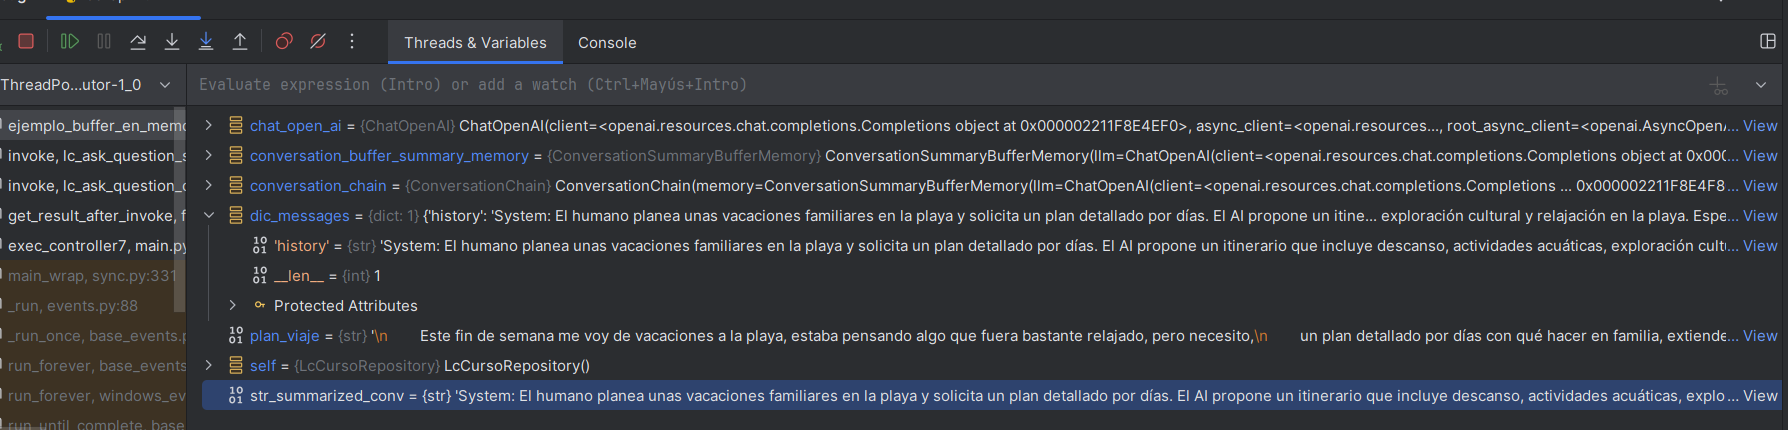 Threads & Variables
Console
ThreadPo...utor-1_0
Evaluate expression (Intro) or add a watch (Ctrl+Mayús+Intro)
ejemplo_buffer_en_memo
chat_open_ai = {ChatOpenAI} ChatOpenAI(client=<openai.resources.chat.completions.Completions object at 0x000002211F8E4EF0>, async_client=<openai.resources..., root_async_client=<openai.AsyncOpenA... View
invoke, lc_ask_question_s
conversation_buffer_summary_memory = {ConversationSummaryBufferMemory} ConversationSummaryBufferMemory(llm=ChatOpenAI(client=<openai.resources.chat.completions.Completions object at 0x000... View
invoke, lc_ask_question_c
conversation_chain = {ConversationChain} ConversationChain(memory=ConversationSummaryBufferMemory(llm=ChatOpenAI(client=<openai.resources.chat.completions.Completions ... 0x000002211F8E4F8... View
get_result_after_invoke, f
dic_messages = {dict: 1} {'history': 'System: El humano planea unas vacaciones familiares en la playa y solicita un plan detallado por días. El AI propone un itine... exploración cultural y relajación en la playa. Espe... View
exec_controller7, main.py
'history' = {str} 'System: El humano planea unas vacaciones familiares en la playa y solicita un plan detallado por días. El AI propone un itinerario que incluye descanso, actividades acuáticas, exploración cult... View
main_wrap, sync.py:331
__len__ = {int} 1
_run, events.py:88
Protected Attributes
_run_once, base_events.p
plan_viaje = {str} '\n Este fin de semana me voy de vacaciones a la playa, estaba pensando algo que fuera bastante relajado, pero necesito,\n un plan detallado por días con qué hacer en familia, extiende... View
run_forever, base_events
self = {LcCursoRepository} LcCursoRepository()
run_forever, windows_ev
str_summarized_conv = {str} 'System: El humano planea unas vacaciones familiares en la playa y solicita un plan detallado por días. El AI propone un itinerario que incluye descanso, actividades acuáticas, explo... View
run_until_complete, base